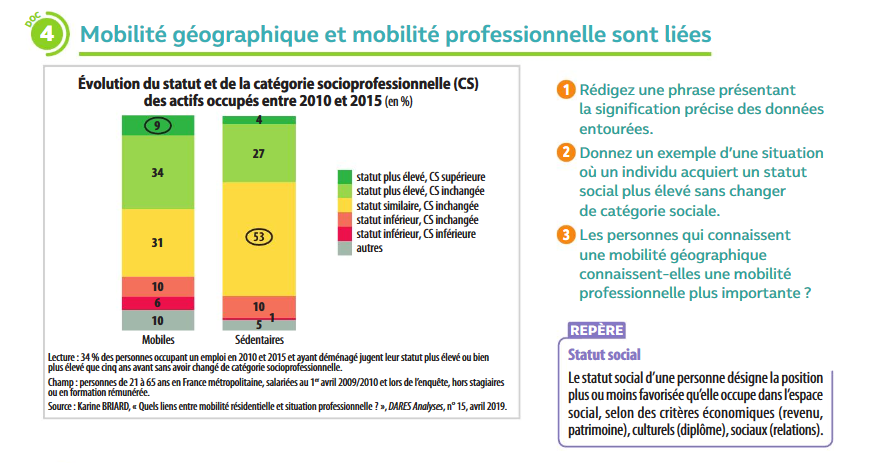 DOC
4
Mobilité géographique et mobilité professionnelle sont liées
Évolution du statut et de la catégorie socioprofessionnelle (CS)
des actifs occupés entre 2010 et 2015 (en %)
9
34
31
10
6
10
Mobiles
4
27
53
10
1
5
Sédentaires
statut plus élevé, CS supérieure
statut plus élevé, CS inchangée
statut similaire, CS inchangée
statut inférieur, CS inchangée
statut inférieur, CS inférieure
autres
Lecture : 34 % des personnes occupant un emploi en 2010 et 2015 et ayant déménagé jugent leur statut plus élevé ou bien
plus élevé que cinq ans avant sans avoir changé de catégorie socioprofessionnelle.
Champ : personnes de 21 à 65 ans en France métropolitaine, salariées au 1er avril 2009/2010 et lors de l'enquête, hors stagiaires
ou en formation rémunérée.
Source : Karine BRIARD, « Quels liens entre mobilité résidentielle et situation professionnelle ? », DARES Analyses, n° 15, avril 2019.
1 Rédigez une phrase présentant
la signification précise des données
entourées.
2 Donnez un exemple d'une situation
où un individu acquiert un statut
social plus élevé sans changer
de catégorie sociale.
3 Les personnes qui connaissent
une mobilité géographique
connaissent-elles une mobilité
professionnelle plus importante ?
REPÈRE
Statut social
Le statut social d'une personne désigne la position
plus ou moins favorisée qu'elle occupe dans l'espace
social, selon des critères économiques (revenu,
patrimoine), culturels (diplôme), sociaux (relations).